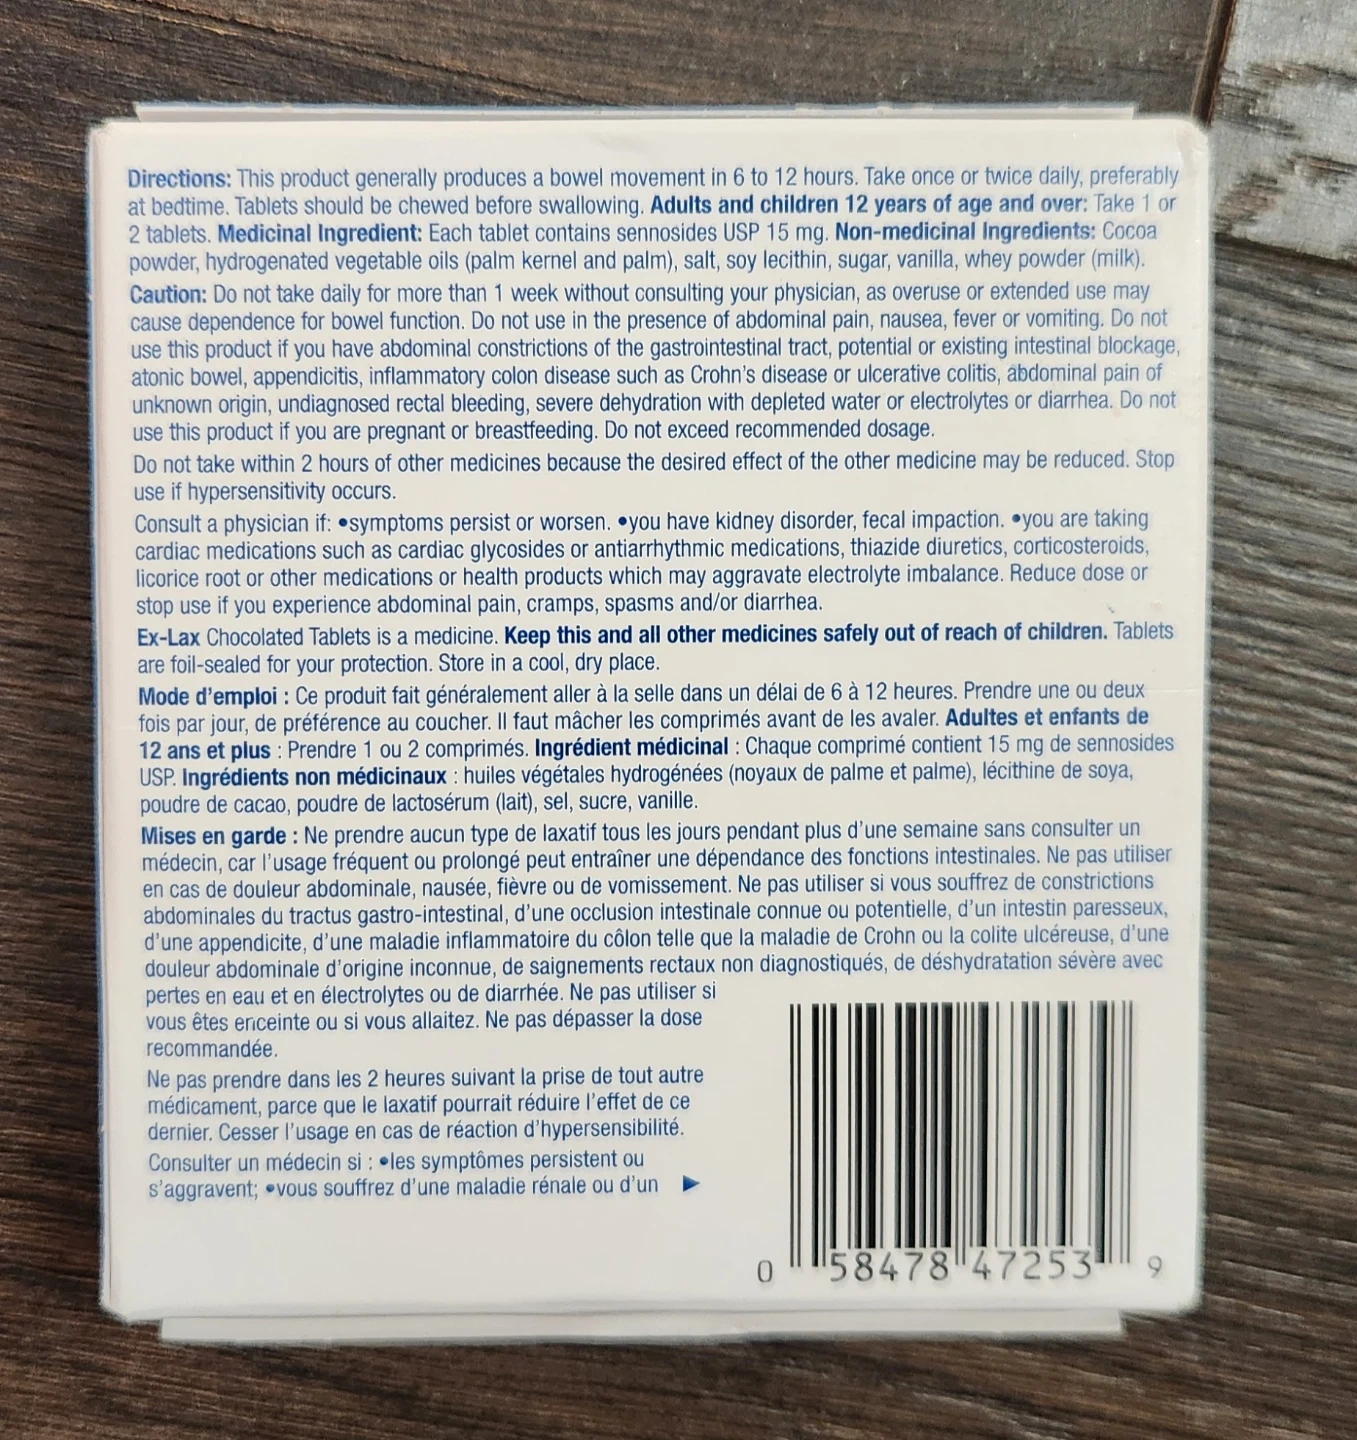 Directions: This product generally produces a bowel movement in 6 to 12 hours. Take once or twice daily, preferably
at bedtime. Tablets should be chewed before swallowing. Adults and children 12 years of age and over: Take 1 or
2 tablets. Medicinal Ingredient: Each tablet contains sennosides USP 15 mg. Non-medicinal Ingredients: Cocoa
powder, hydrogenated vegetable oils (palm kernel and palm), salt, soy lecithin, sugar, vanilla, whey powder (milk).
Caution: Do not take daily for more than 1 week without consulting your physician, as overuse or extended use may
cause dependence for bowel function. Do not use in the presence of abdominal pain, nausea, fever or vomiting. Do not
use this product if you have abdominal constrictions of the gastrointestinal tract, potential or existing intestinal blockage,
atonic bowel, appendicitis, inflammatory colon disease such as Crohn's disease or ulcerative colitis, abdominal pain of
unknown origin, undiagnosed rectal bleeding, severe dehydration with depleted water or electrolytes or diarrhea. Do not
use this product if you are pregnant or breastfeeding. Do not exceed recommended dosage.
Do not take within 2 hours of other medicines because the desired effect of the other medicine may be reduced. Stop
use if hypersensitivity occurs.
Consult a physician if: •symptoms persist or worsen. •you have kidney disorder, fecal impaction. •you are taking
cardiac medications such as cardiac glycosides or antiarrhythmic medications, thiazide diuretics, corticosteroids,
licorice root or other medications or health products which may aggravate electrolyte imbalance. Reduce dose or
stop use if you experience abdominal pain, cramps, spasms and/or diarrhea.
Ex-Lax Chocolated Tablets is a medicine. Keep this and all other medicines safely out of reach of children. Tablets
are foil-sealed for your protection. Store in a cool, dry place.
Mode d'emploi : Ce produit fait généralement aller à la selle dans un délai de 6 à 12 heures. Prendre une ou deux
fois par jour, de préférence au coucher. Il faut mâcher les comprimés avant de les avaler. Adultes et enfants de
12 ans et plus : Prendre 1 ou 2 comprimés. Ingrédient médicinal : Chaque comprimé contient 15 mg de sennosides
USP. Ingrédients non médicinaux : huiles végétales hydrogénées (noyaux de palme et palme), lécithine de soya,
poudre de cacao, poudre de lactosérum (lait), sel, sucre, vanille.
Mises en garde : Ne prendre aucun type de laxatif tous les jours pendant plus d'une semaine sans consulter un
médecin, car l'usage fréquent ou prolongé peut entraîner une dépendance des fonctions intestinales. Ne pas utiliser
en cas de douleur abdominale, nausée, fièvre ou de vomissement. Ne pas utiliser si vous souffrez de constrictions
abdominales du tractus gastro-intestinal, d'une occlusion intestinale connue ou potentielle, d'un intestin paresseux,
d'une appendicite, d'une maladie inflammatoire du côlon telle que la maladie de Crohn ou la colite ulcéreuse, d'une
douleur abdominale d'origine inconnue, de saignements rectaux non diagnostiqués, de déshydratation sévère avec
pertes en eau et en électrolytes ou de diarrhée. Ne pas utiliser si
vous êtes enceinte ou si vous allaitez. Ne pas dépasser la dose
recommandée.
Ne pas prendre dans les 2 heures suivant la prise de tout autre
médicament, parce que le laxatif pourrait réduire l'effet de ce
dernier. Cesser l'usage en cas de réaction d'hypersensibilité.
Consulter un médecin si : •les symptômes persistent ou
s'aggravent; •vous souffrez d'une maladie rénale ou d'un ►
0 58478 47253 9